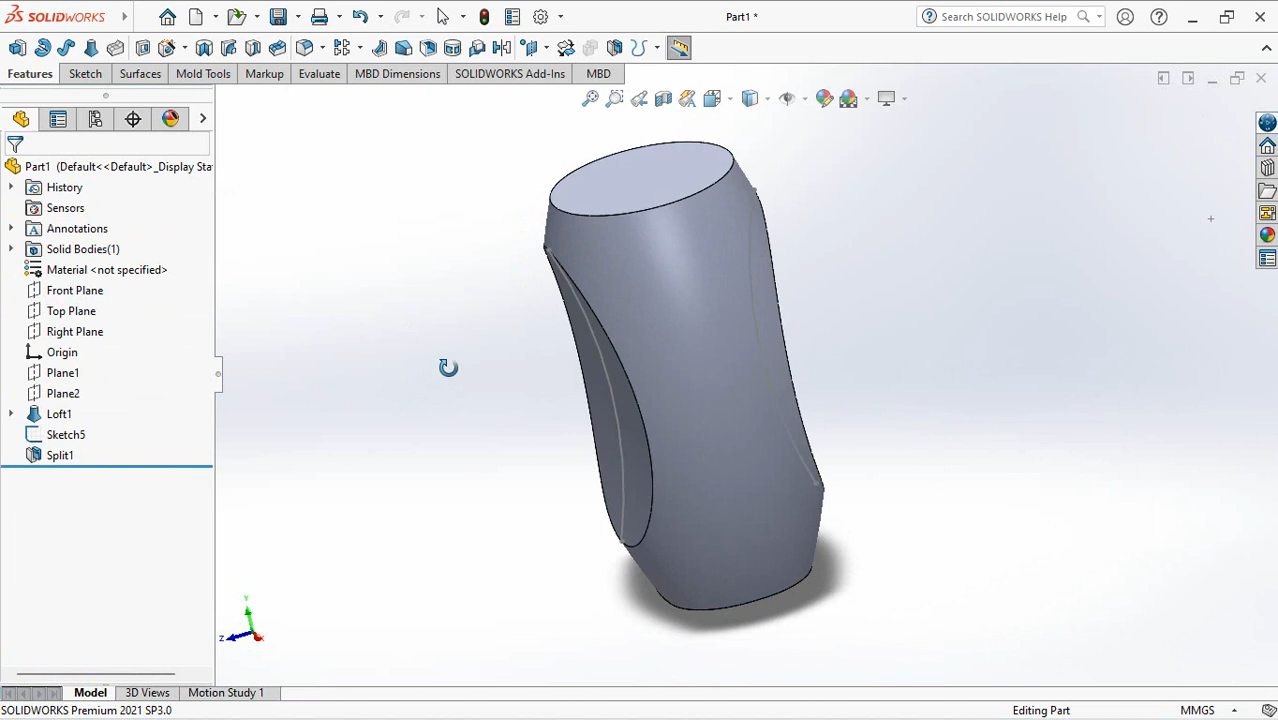 SOLIDWORKS
Part1 *
Search SOLIDWORKS Help
Features Sketch Surfaces Mold Tools Markup Evaluate MBD Dimensions SOLIDWORKS Add-Ins MBD
Part1 (Default<<Default>_Display Sta
History
Sensors
Annotations
Solid Bodies(1)
Material <not specified>
Front Plane
Top Plane
Right Plane
Origin
Plane1
Plane2
Loft1
Sketch5
Split1
Y
Z
Model 3D Views Motion Study 1
SOLIDWORKS Premium 2021 SP3.0 Editing Part MMGS